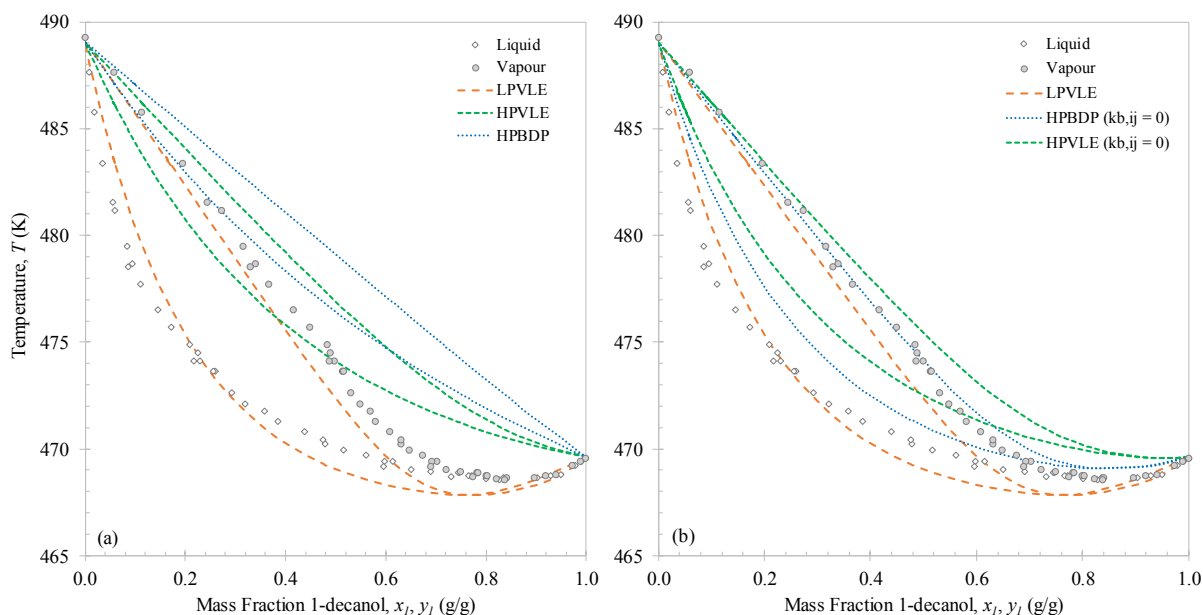 490
485
480
475
470
465
Temperature, T (K)
0.0
0.2
0.4
0.6
0.8
1.0
Mass Fraction 1-decanol, x1, y1 (g/g)
Liquid
Vapour
LPVLE
HPVLE
HPBDP
(a)
490
485
480
475
470
465
0.0
0.2
0.4
0.6
0.8
1.0
Mass Fraction 1-decanol, x1, y1 (g/g)
Liquid
Vapour
LPVLE
HPBDP (kb,ij = 0)
HPVLE (kb,ij = 0)
(b)